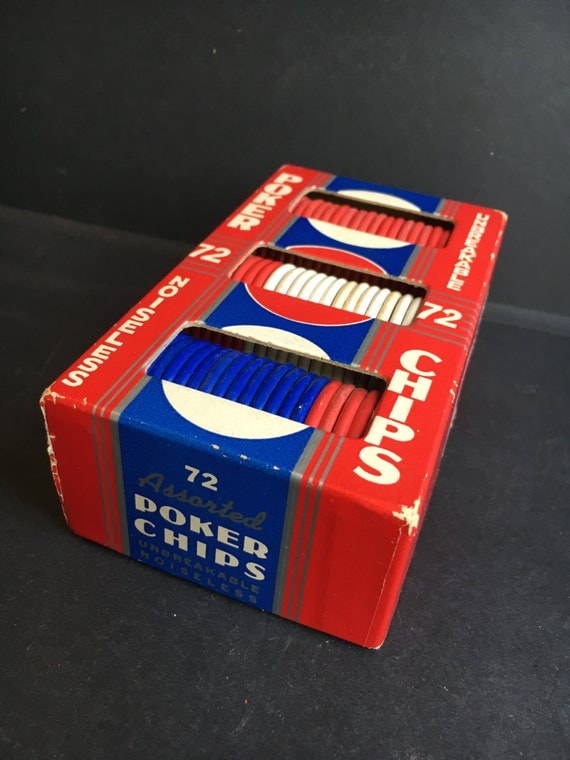 POKER
72
NOISELESS
UNBREAKABLE
72
CHIPS
72
Assorted
POKER
CHIPS
UNBREAKABLE
NOISELESS